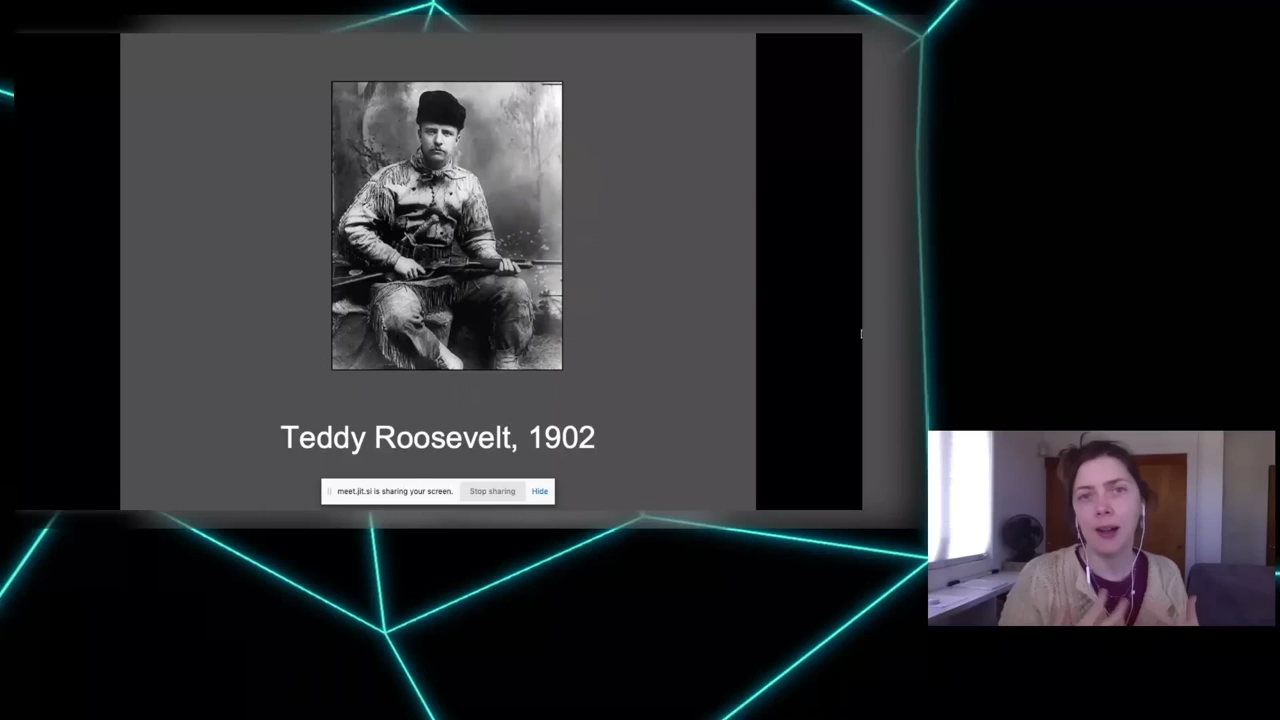 Teddy Roosevelt, 1902
meet.jit.si is sharing your screen. Stop sharing Hide